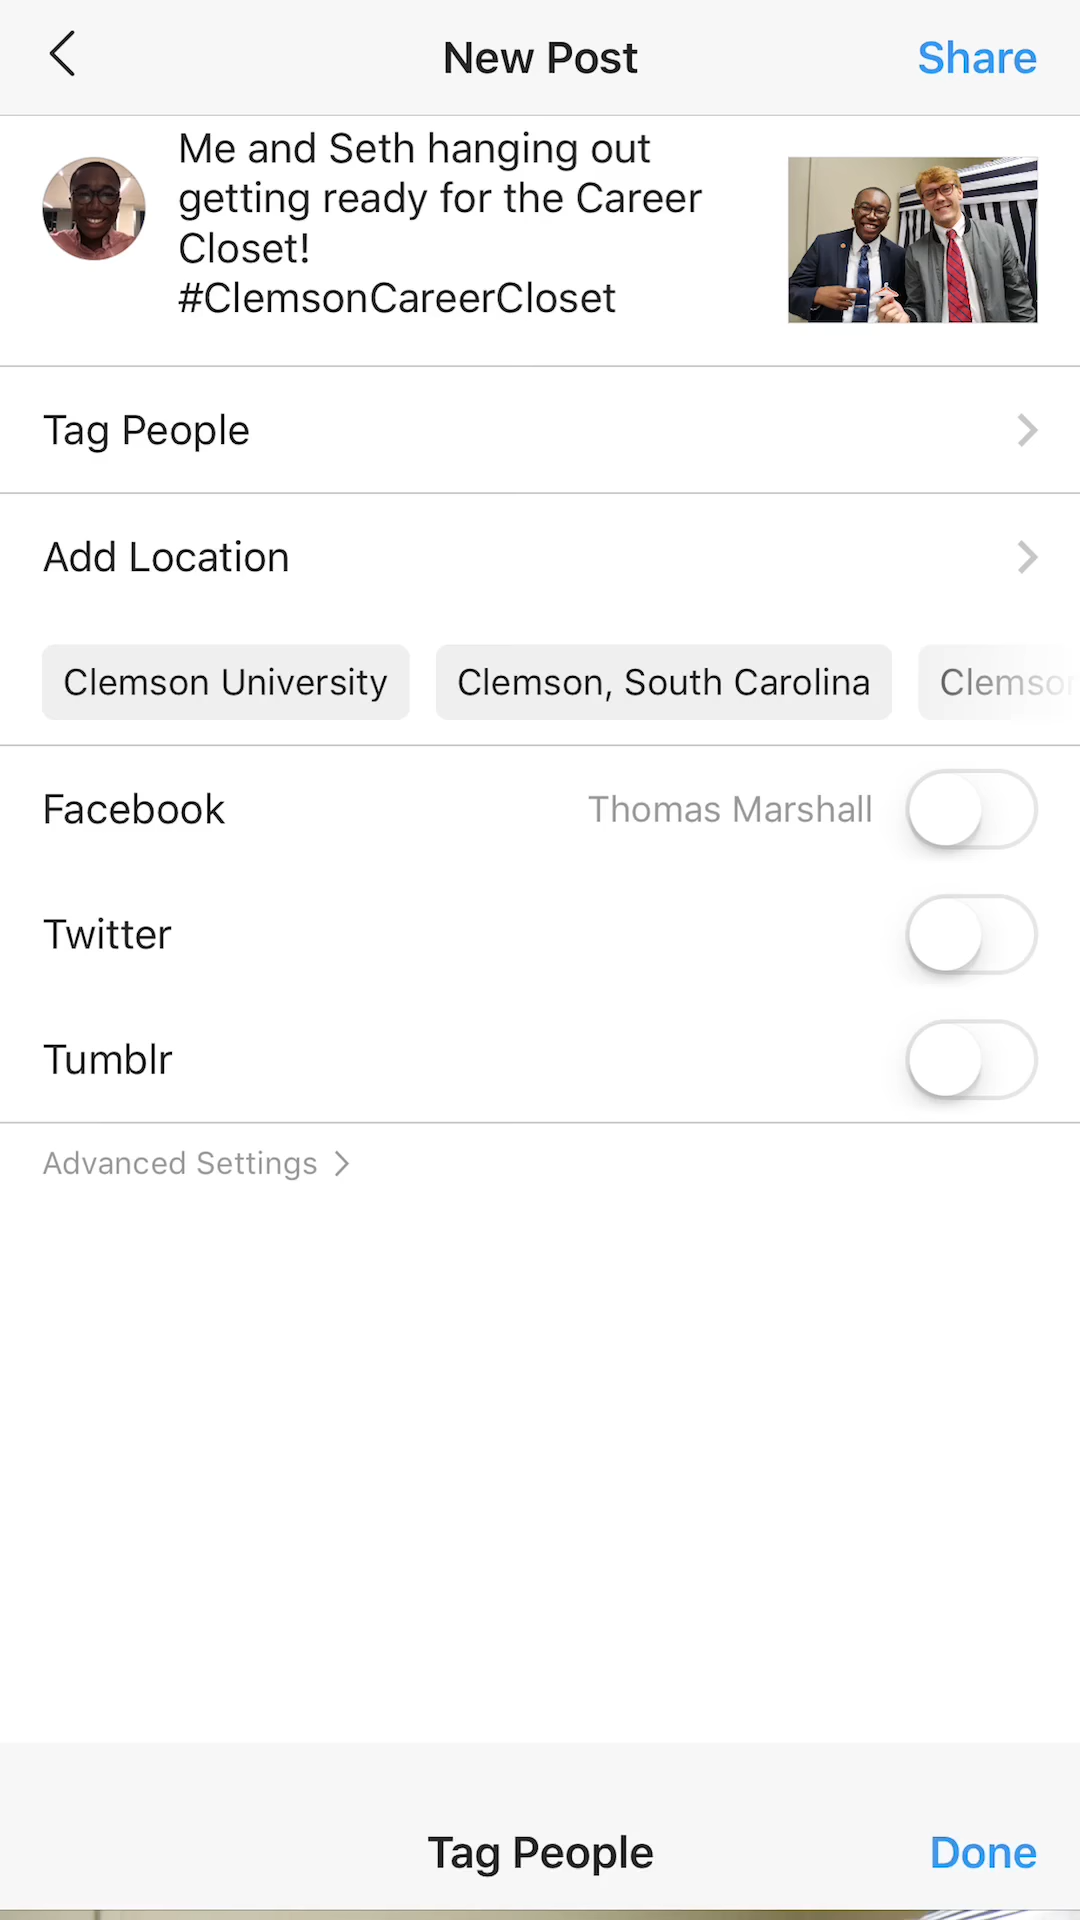 New Post
Share
Me and Seth hanging out
getting ready for the Career
Closet!
#ClemsonCareerCloset
Tag People
Add Location
Clemson University
Clemson, South Carolina
Facebook
Thomas Marshall
Twitter
Tumblr
Advanced Settings
Tag People
Done